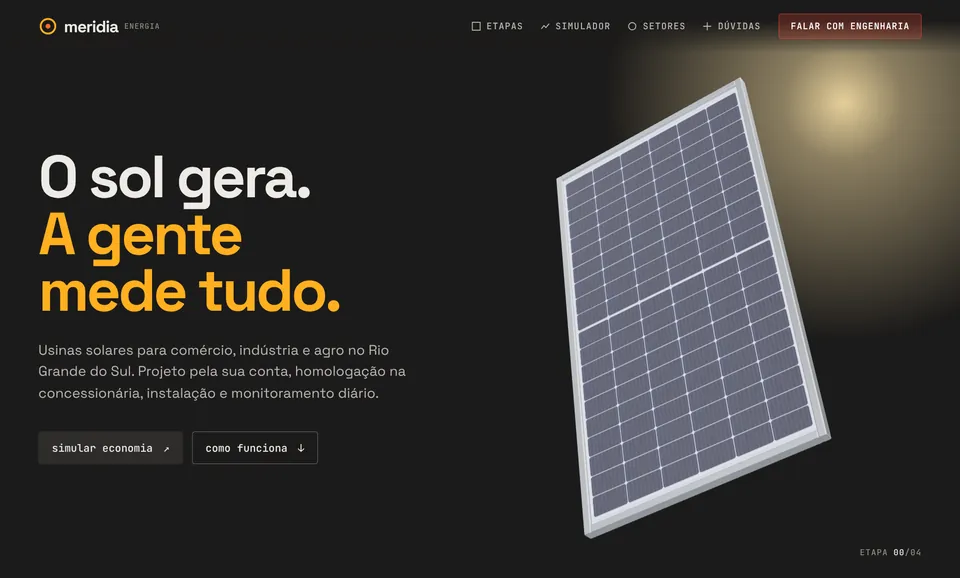 meridia ENERGIA
ETAPAS
SIMULADOR
SETORES
DÚVIDAS
FALAR COM ENGENHARIA
O sol gera.
A gente
mede tudo.
Usinas solares para comércio, indústria e agro no Rio
Grande do Sul. Projeto pela sua conta, homologação na
concessionária, instalação e monitoramento diário.
simular economia ↗
como funciona ↓
ETAPA 00/04